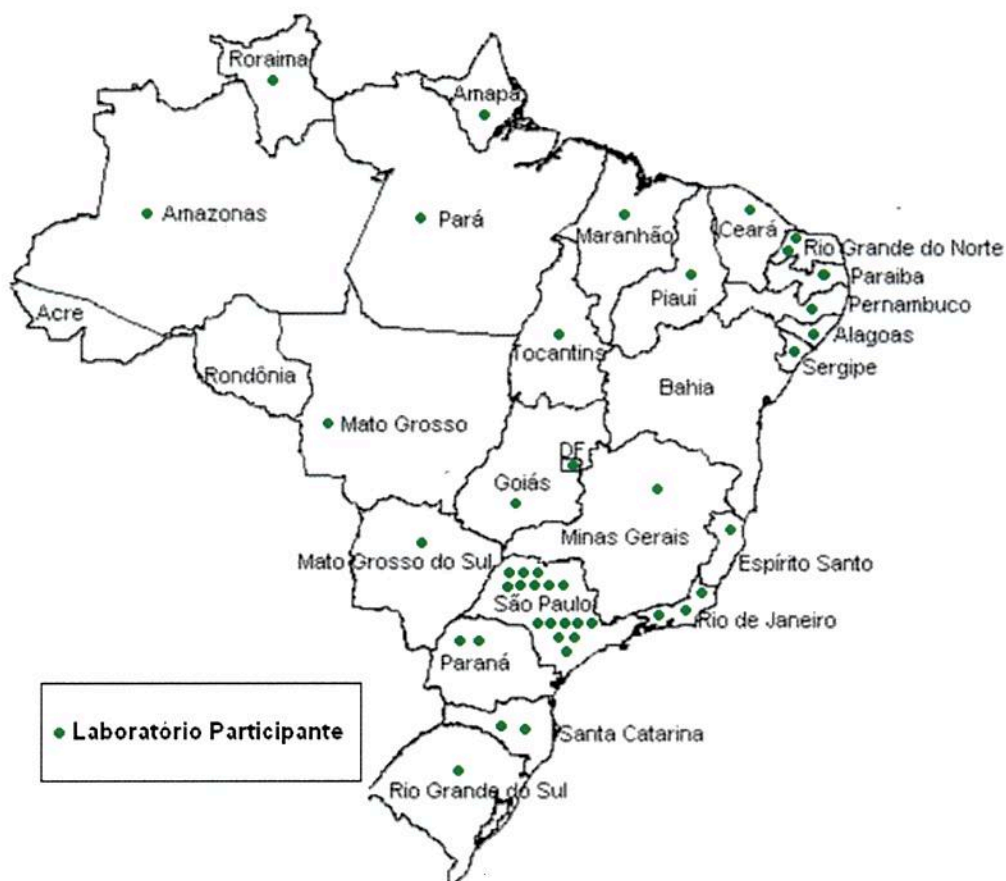 Roraima
Amapá
Amazonas
Pará
Maranhão
Ceará
Rio Grande do Norte
Paraiba
Piauí
Pernambuco
Acre
Alagoas
Tocantins
Sergipe
Rondônia
Bahia
Mato Grosso
DF
Goiás
Minas Gerais
Mato Grosso do Sul
Espírito Santo
São Paulo
Rio de Janeiro
Paraná
Laboratório Participante
Santa Catarina
Rio Grande do Sul